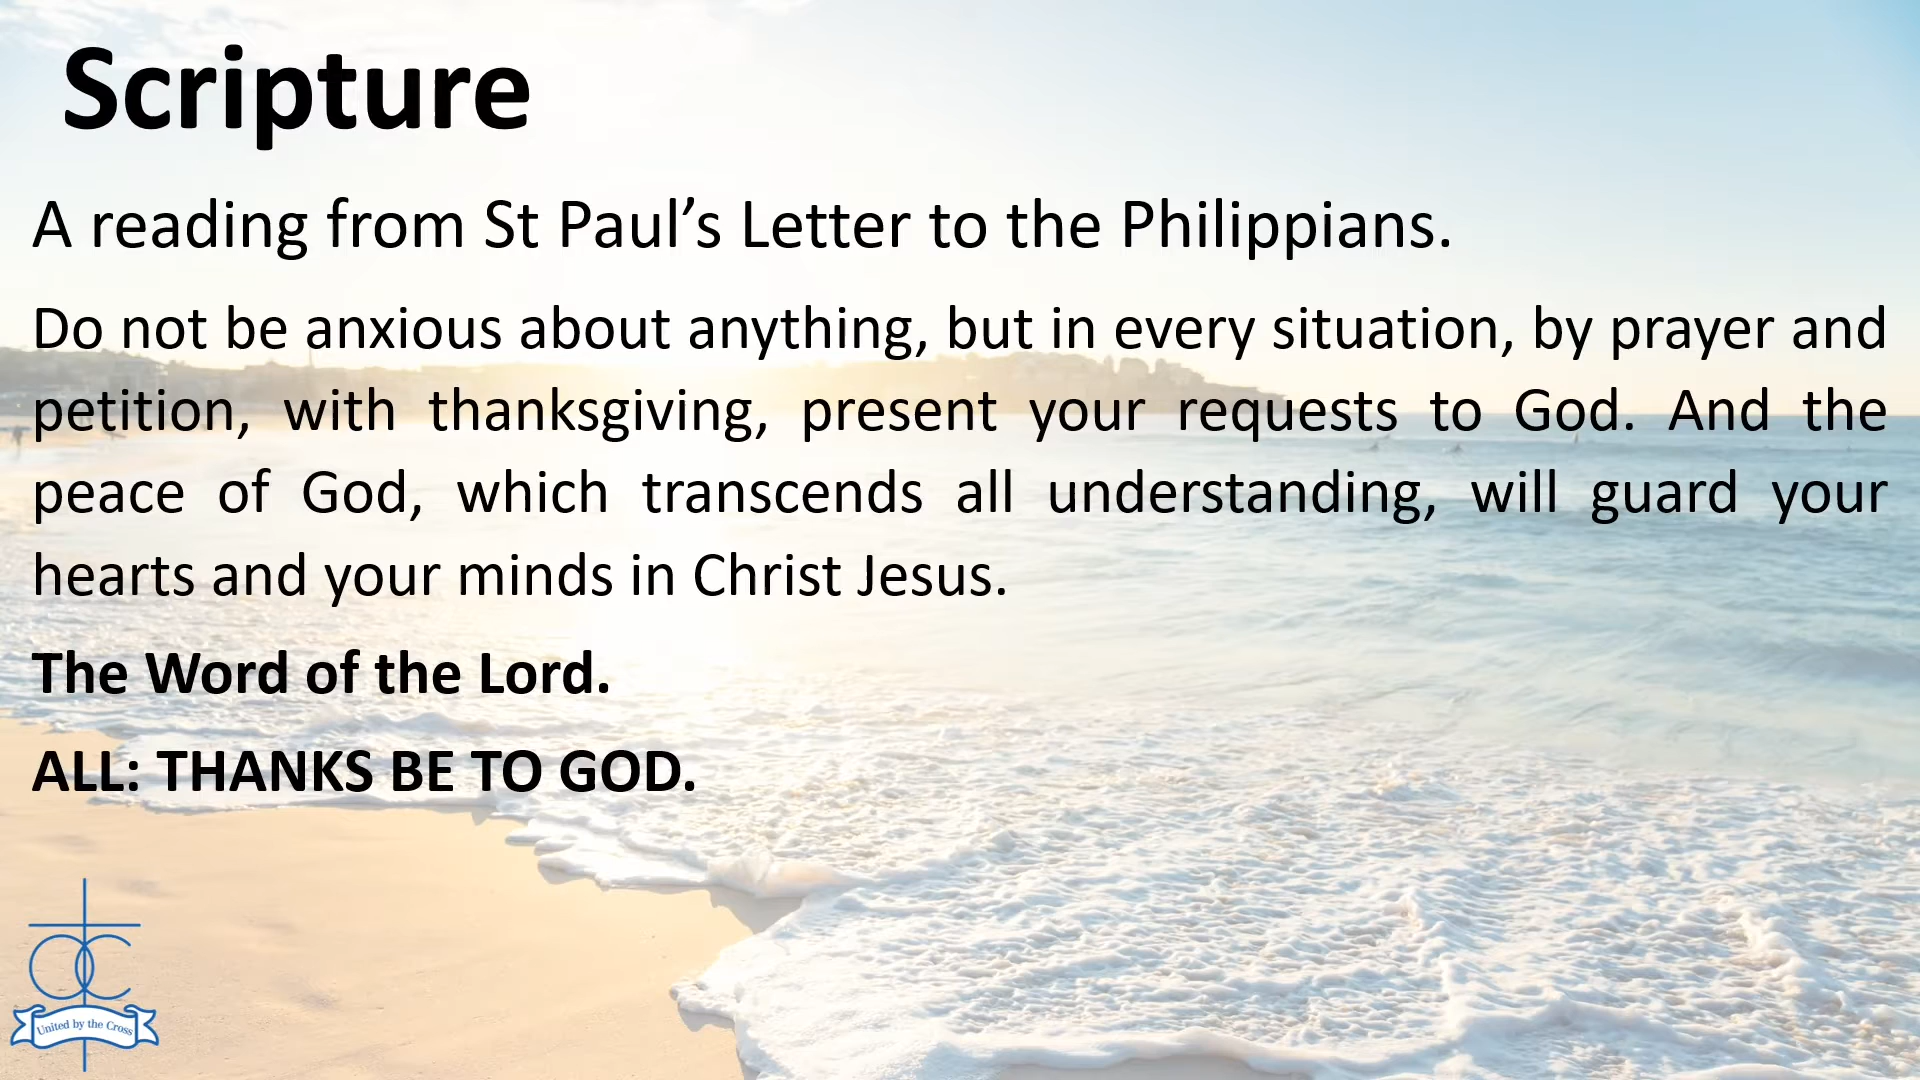 Scripture
A reading from St Paul’s Letter to the Philippians.
Do not be anxious about anything, but in every situation, by prayer and
petition, with thanksgiving, present your requests to God. And the
peace of God, which transcends all understanding, will guard your
hearts and your minds in Christ Jesus.
The Word of the Lord.
ALL: THANKS BE TO GOD.
United by the Cross